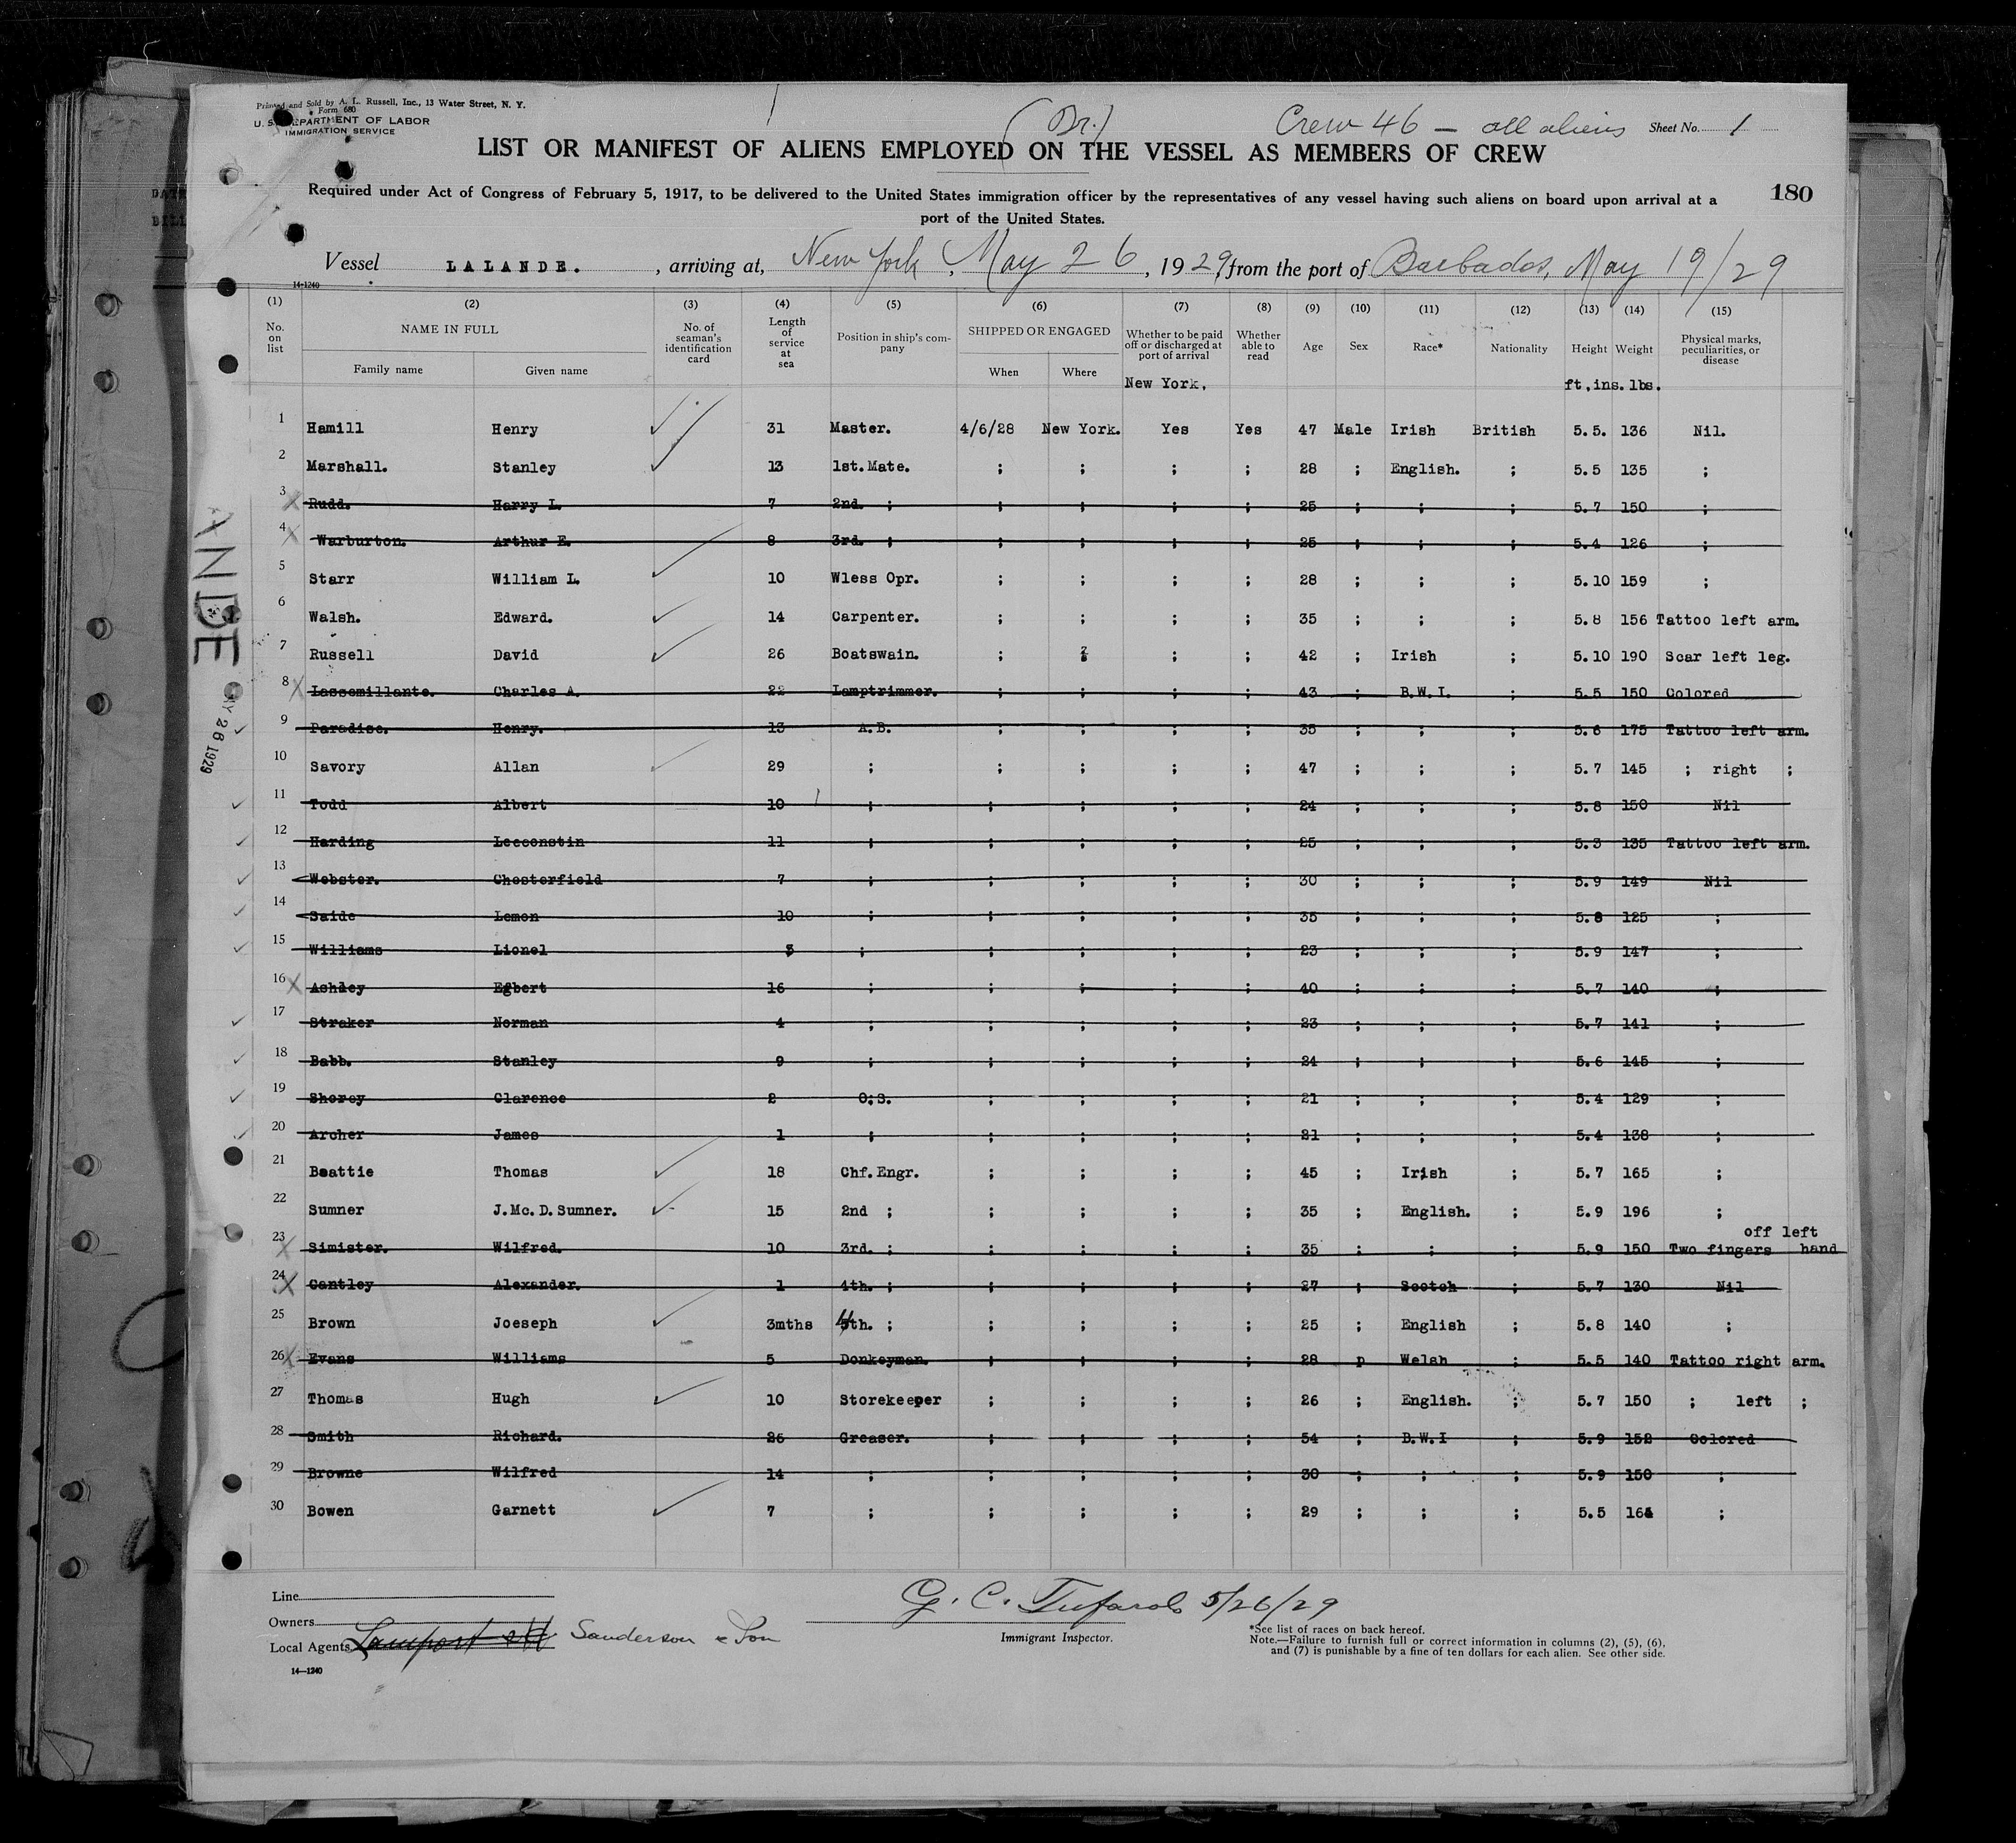 Printed and Sold by A. L. Russell, Inc., 13 Water Street, N. Y.
Form 680
U. S. DEPARTMENT OF LABOR
IMMIGRATION SERVICE
(Br.)
Crew 46 — all aliens Sheet No. 1
LIST OR MANIFEST OF ALIENS EMPLOYED ON THE VESSEL AS MEMBERS OF CREW
180
Required under Act of Congress of February 5, 1917, to be delivered to the United States immigration officer by the representatives of any vessel having such aliens on board upon arrival at a
port of the United States.
Vessel LALANDE. , arriving at, New York , May 26 , 1929, from the port of Barbados, May 19/29
14-1240
(1) (2) (3) (4) (5) (6) (7) (8) (9) (10) (11) (12) (13) (14) (15)
No. on list NAME IN FULL Family name Given name No. of seaman's identification card Length of service at sea Position in ship's company SHIPPED OR ENGAGED When Where Whether to be paid off or discharged at port of arrival Whether able to read Age Sex Race* Nationality Height Weight Physical marks, peculiarities, or disease
New York, ft,ins. lbs.
1 Hamill Henry 31 Master. 4/6/28 New York. Yes Yes 47 Male Irish British 5.5. 136 Nil.
2 Marshall. Stanley 13 1st.Mate. ; ; ; ; 28 ; English. ; 5.5 135 ;
3 Rudd. Harry L. 7 2nd. ; ; ; ; ; 25 ; ; ; 5.7 150 ;
4 Warburton. Arthur E. 8 3rd. ; ; ; ; ; 25 ; ; ; 5.4 126 ;
5 Starr William L. 10 Wless Opr. ; ; ; ; 28 ; ; ; 5.10 159 ;
6 Walsh. Edward. 14 Carpenter. ; ; ; ; 35 ; ; ; 5.8 156 Tattoo left arm.
7 Russell David 26 Boatswain. ; ; ; ; 42 ; Irish ; 5.10 190 Scar left leg.
8 Lassemillante. Charles A. 22 Lamptrimmer. ; ; ; ; 43 ; B.W.I. ; 5.5 150 Colored
9 Paradise. Henry. 13 A.B. ; ; ; ; 35 ; ; ; 5.6 175 Tattoo left arm.
10 Savory Allan 29 ; ; ; ; ; 47 ; ; ; 5.7 145 ; right ;
11 Todd Albert 10 ; ; ; ; ; 24 ; ; ; 5.8 150 Nil
12 Harding Leeconstin 11 ; ; ; ; ; 25 ; ; ; 5.3 135 Tattoo left arm.
13 Webster. Chesterfield 7 ; ; ; ; ; 30 ; ; ; 5.9 149 Nil
14 Saide Lemon 10 ; ; ; ; ; 35 ; ; ; 5.8 125 ;
15 Williams Lionel 3 ; ; ; ; ; 23 ; ; ; 5.9 147 ;
16 Ashley Egbert 16 ; ; ; ; ; 40 ; ; ; 5.7 140 ;
17 Straker Norman 4 ; ; ; ; ; 23 ; ; ; 5.7 141 ;
18 Babb. Stanley 9 ; ; ; ; ; 24 ; ; ; 5.6 145 ;
19 Shorey Clarence 2 O.S. ; ; ; ; 21 ; ; ; 5.4 129 ;
20 Archer James 1 ; ; ; ; ; 21 ; ; ; 5.4 138 ;
21 Beattie Thomas 18 Chf.Engr. ; ; ; ; 45 ; Irish ; 5.7 165 ;
22 Sumner J.Mc.D.Sumner. 15 2nd ; ; ; ; ; 35 ; English. ; 5.9 196 ;
off left
23 Simister. Wilfred. 10 3rd. ; ; ; ; ; 35 ; ; ; 5.9 150 Two fingers hand
24 Cantley Alexander. 1 4th. ; ; ; ; ; 27 ; Scotch ; 5.7 130 Nil
25 Brown Joeseph 3mths 4th. ; ; ; ; ; 25 ; English ; 5.8 140 ;
26 Evans Williams 5 Donkeyman. ; ; ; ; 28 p Welsh ; 5.5 140 Tattoo right arm.
27 Thomas Hugh 10 Storekeeper ; ; ; ; 26 ; English. ; 5.7 150 ; left ;
28 Smith Richard. 26 Greaser. ; ; ; ; 54 ; B.W.I ; 5.9 152 Colored
29 Browne Wilfred 14 ; ; ; ; ; 30 ; ; ; 5.9 150 ;
30 Bowen Garnett 7 ; ; ; ; ; 29 ; ; ; 5.5 164 ;
ANDE
MAY 26 1929
Line
Owners
Local Agents Lamport & H Sanderson & Son
14—1240
G. C. Tufarolo 5/26/29
Immigrant Inspector.
*See list of races on back hereof.
Note.—Failure to furnish full or correct information in columns (2), (5), (6),
and (7) is punishable by a fine of ten dollars for each alien. See other side.